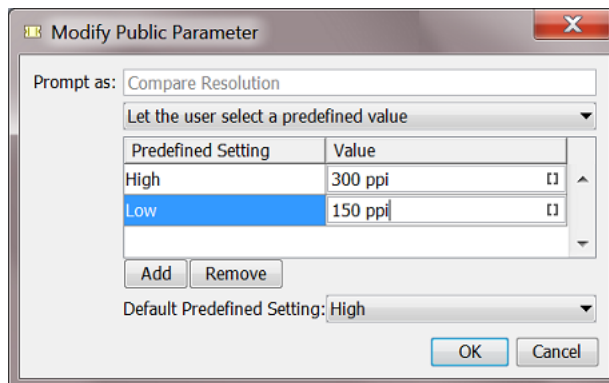 Modify Public Parameter
Prompt as: Compare Resolution
Let the user select a predefined value
Predefined Setting Value
High 300 ppi []
Low 150 ppi []
Add Remove
Default Predefined Setting: High
OK Cancel